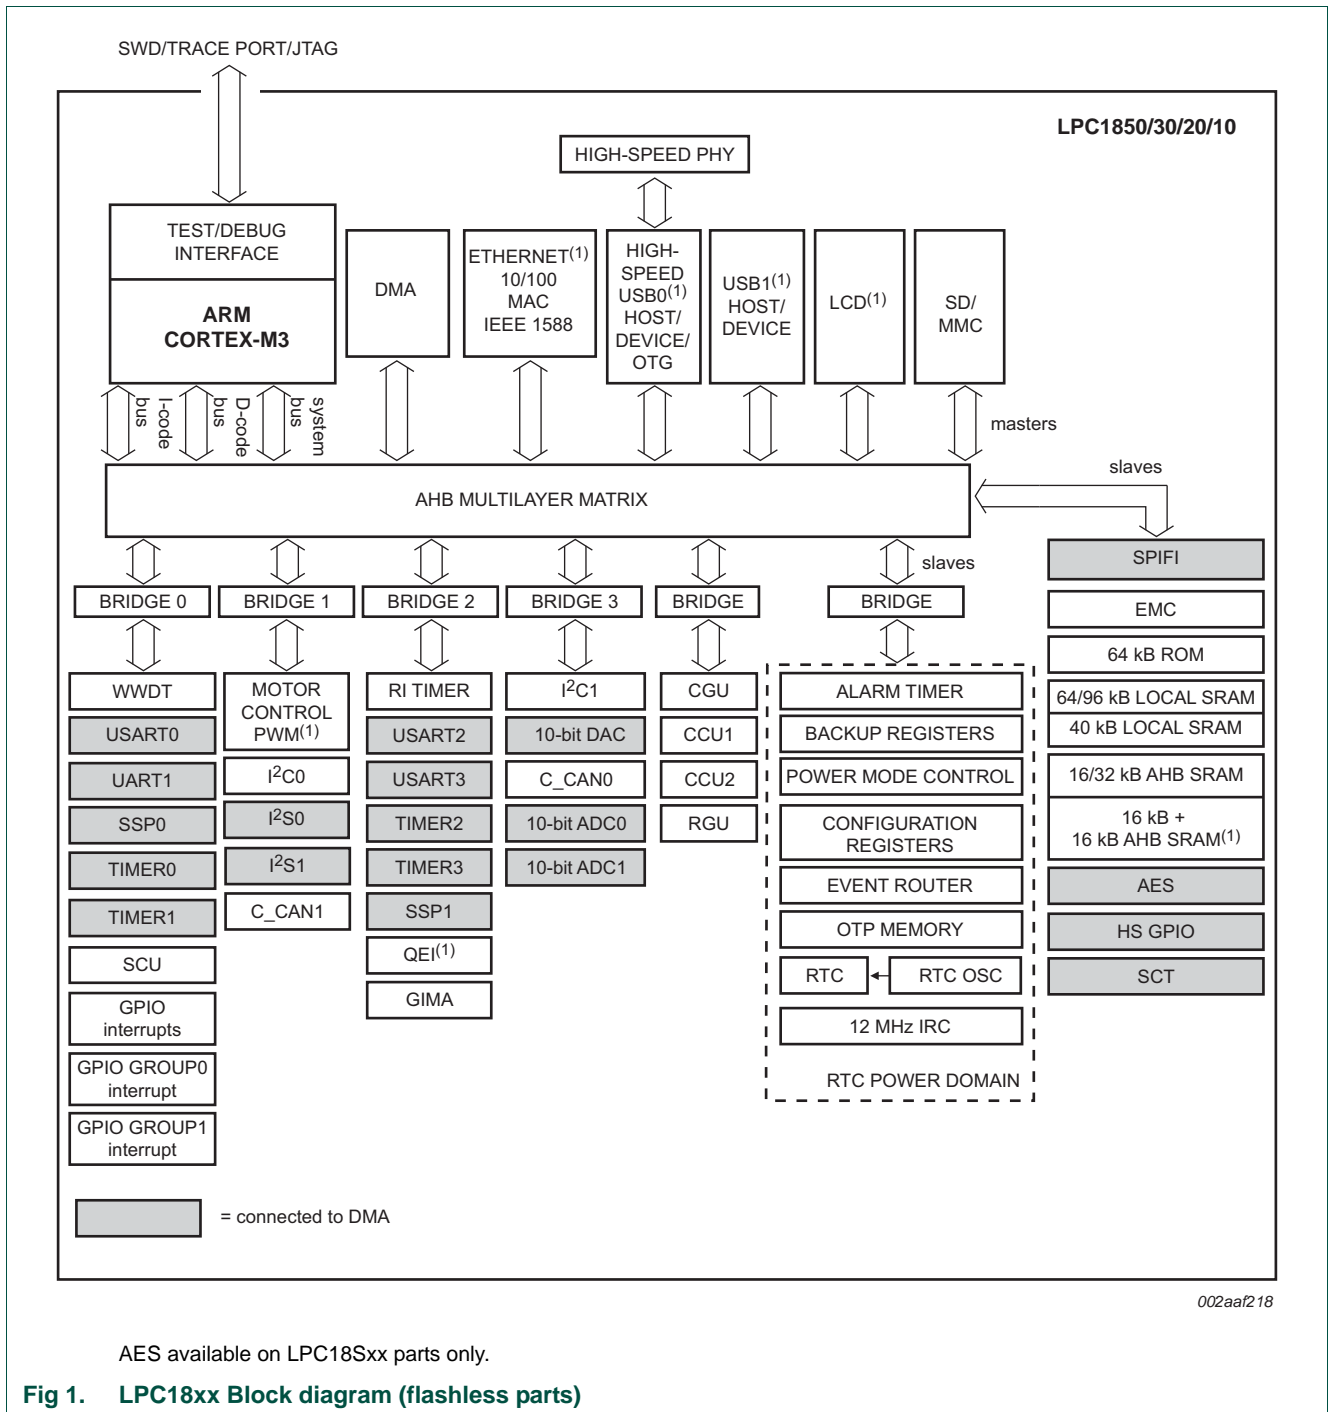 SWD/TRACE PORT/JTAG
LPC1850/30/20/10
HIGH-SPEED PHY
TEST/DEBUG
INTERFACE
ARM
CORTEX-M3
DMA
ETHERNET(1)
10/100
MAC
IEEE 1588
HIGH-
SPEED
USB0(1)
HOST/
DEVICE/
OTG
USB1(1)
HOST/
DEVICE
LCD(1)
SD/
MMC
I-code
bus
D-code
bus
system
bus
masters
slaves
AHB MULTILAYER MATRIX
slaves
BRIDGE 0
BRIDGE 1
BRIDGE 2
BRIDGE 3
BRIDGE
BRIDGE
WWDT
USART0
UART1
SSP0
TIMER0
TIMER1
SCU
GPIO
interrupts
GPIO GROUP0
interrupt
GPIO GROUP1
interrupt
MOTOR
CONTROL
PWM(1)
I2C0
I2S0
I2S1
C_CAN1
RI TIMER
USART2
USART3
TIMER2
TIMER3
SSP1
QEI(1)
GIMA
I2C1
10-bit DAC
C_CAN0
10-bit ADC0
10-bit ADC1
CGU
CCU1
CCU2
RGU
ALARM TIMER
BACKUP REGISTERS
POWER MODE CONTROL
CONFIGURATION
REGISTERS
EVENT ROUTER
OTP MEMORY
RTC
RTC OSC
12 MHz IRC
RTC POWER DOMAIN
SPIFI
EMC
64 kB ROM
64/96 kB LOCAL SRAM
40 kB LOCAL SRAM
16/32 kB AHB SRAM
16 kB +
16 kB AHB SRAM(1)
AES
HS GPIO
SCT
= connected to DMA
002aaf218
AES available on LPC18Sxx parts only.
Fig 1. LPC18xx Block diagram (flashless parts)